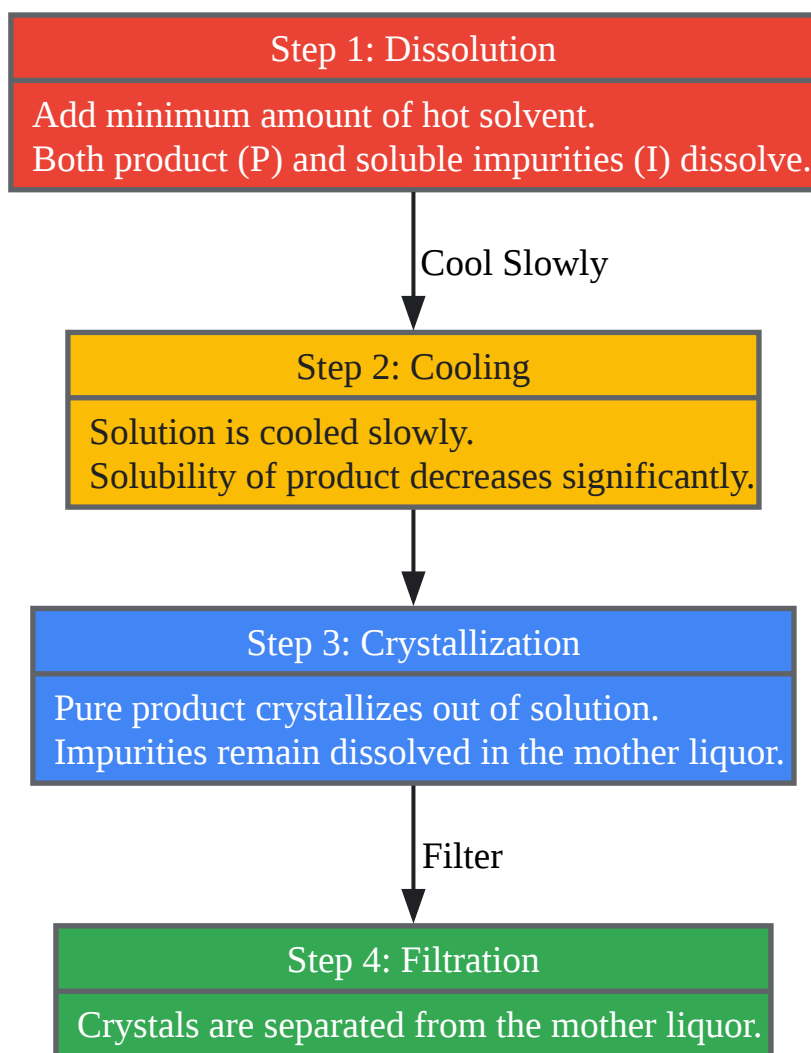 Step 1: Dissolution
Add minimum amount of hot solvent.
Both product (P) and soluble impurities (I) dissolve.
Cool Slowly
Step 2: Cooling
Solution is cooled slowly.
Solubility of product decreases significantly.
Step 3: Crystallization
Pure product crystallizes out of solution.
Impurities remain dissolved in the mother liquor.
Filter
Step 4: Filtration
Crystals are separated from the mother liquor.